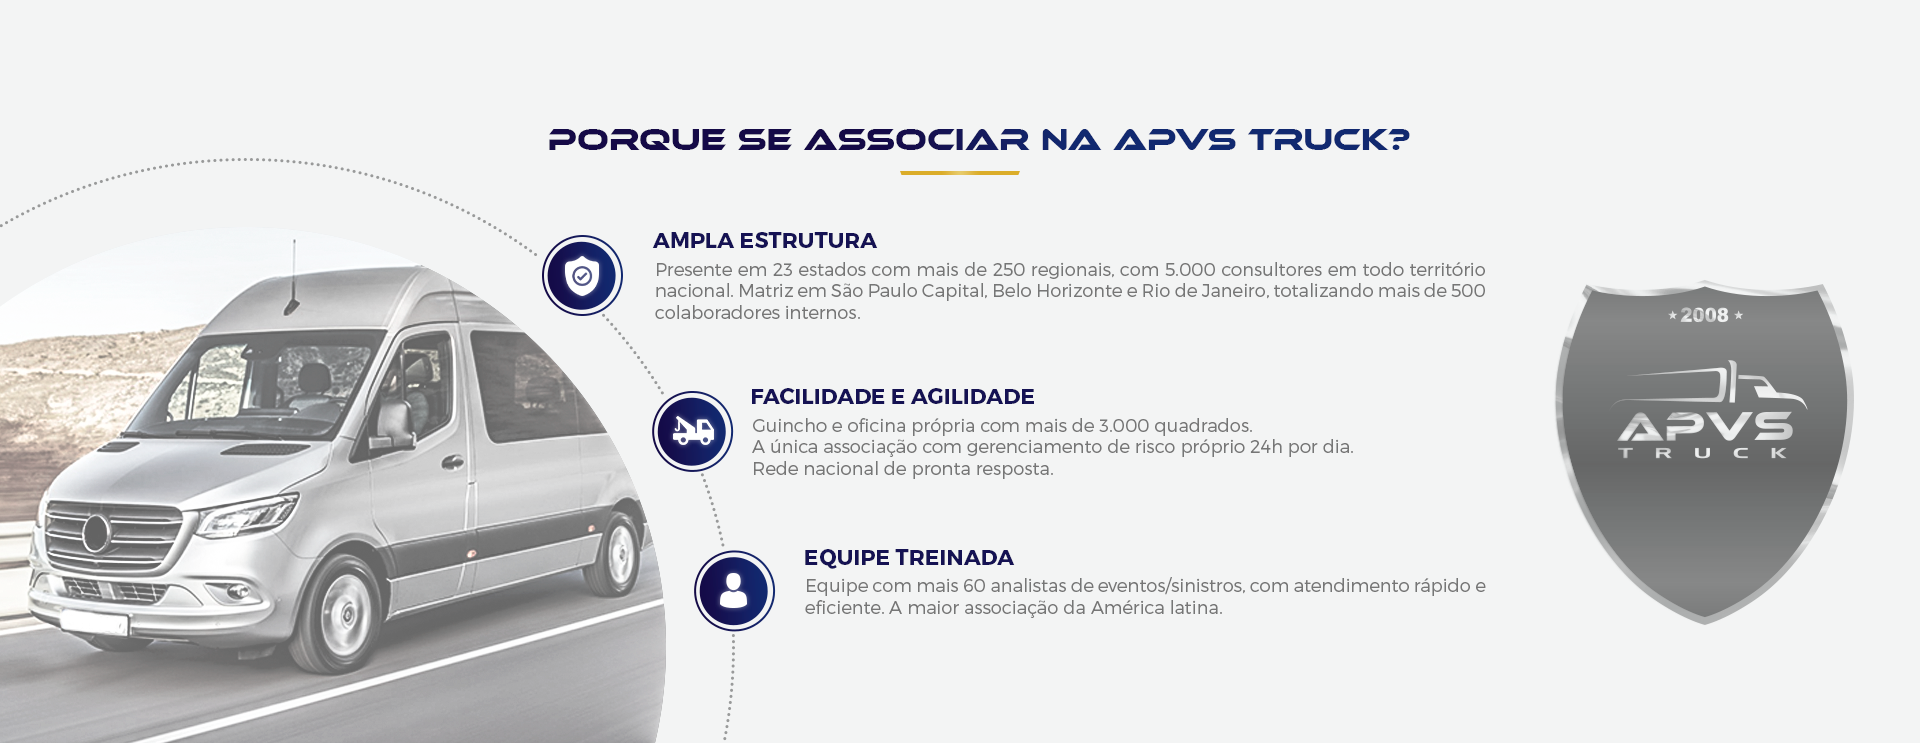 PORQUE SE ASSOCIAR NA APVS TRUCK?
AMPLA ESTRUTURA
Presente em 23 estados com mais de 250 regionais, com 5.000 consultores em todo território
nacional. Matriz em São Paulo Capital, Belo Horizonte e Rio de Janeiro, totalizando mais de 500
colaboradores internos.
FACILIDADE E AGILIDADE
Guincho e oficina própria com mais de 3.000 quadrados.
A única associação com gerenciamento de risco próprio 24h por dia.
Rede nacional de pronta resposta.
EQUIPE TREINADA
Equipe com mais 60 analistas de eventos/sinistros, com atendimento rápido e
eficiente. A maior associação da América latina.
2008
APVS
TRUCK